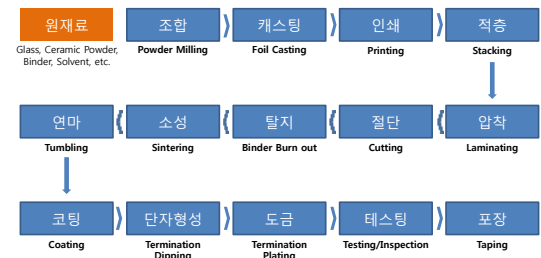 원재료 조합 캐스팅 인쇄 적층
Glass, Ceramic Powder, Binder, Solvent, etc.
Powder Milling Foil Casting Printing Stacking
연마 소성 탈지 절단 압착
Tumbling Sintering Binder Burn out Cutting Laminating
코팅 단자형성 도금 테스팅 포장
Coating Termination Dipping Termination Plating Testing/Inspection Taping